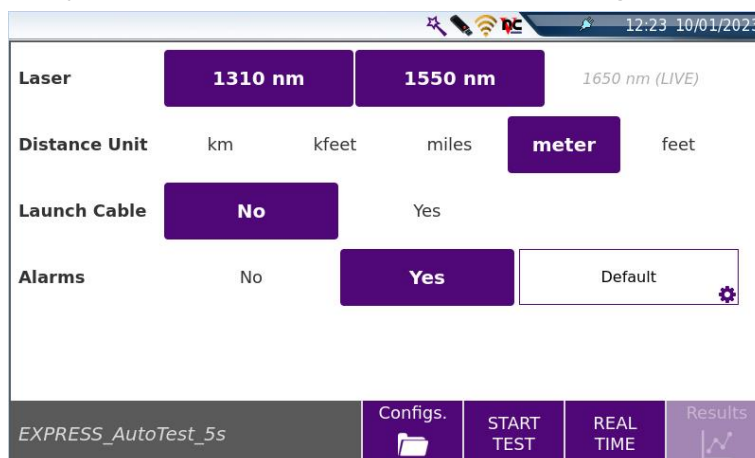 12:23 10/01/2023
Laser 1310 nm 1550 nm 1650 nm (LIVE)
Distance Unit km kfeet miles meter feet
Launch Cable No Yes
Alarms No Yes Default
EXPRESS_AutoTest_5s
Configs.
START
TEST
REAL
TIME
Results